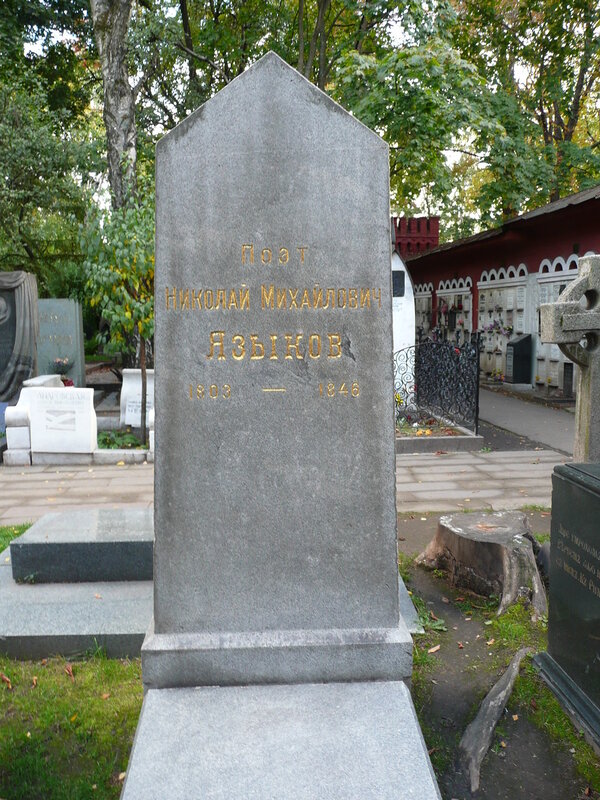 Поэт
Николай Михайлович
Языков
1803 — 1846